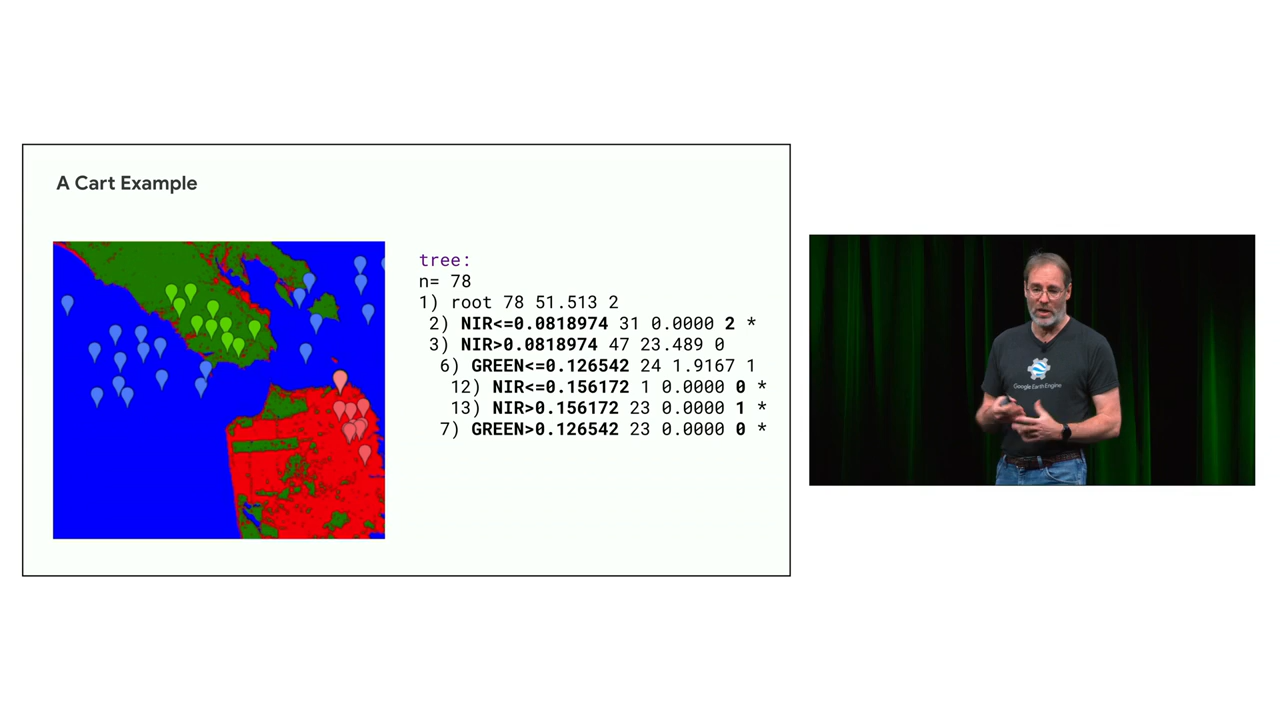 A Cart Example
tree:
n= 78
1) root 78 51.513 2
2) NIR<=0.0818974 31 0.0000 2 *
3) NIR>0.0818974 47 23.489 0
6) GREEN<=0.126542 24 1.9167 1
12) NIR<=0.156172 1 0.0000 0 *
13) NIR>0.156172 23 0.0000 1 *
7) GREEN>0.126542 23 0.0000 0 *
Google Earth Engine